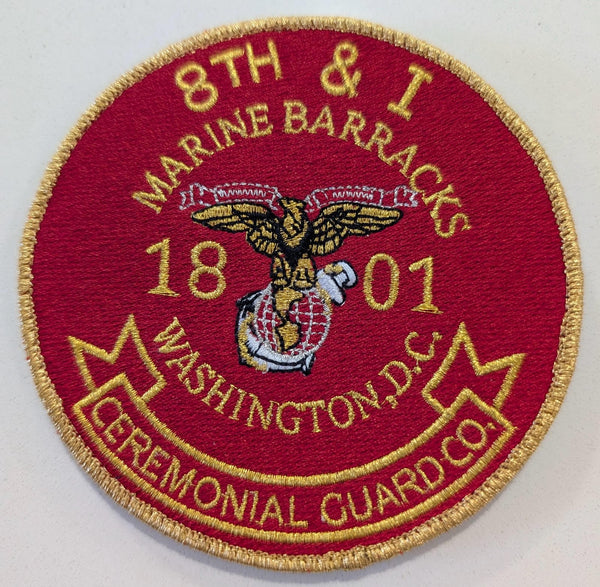 8TH & I
MARINE BARRACKS
18 01
WASHINGTON, D.C.
CEREMONIAL GUARD CO.